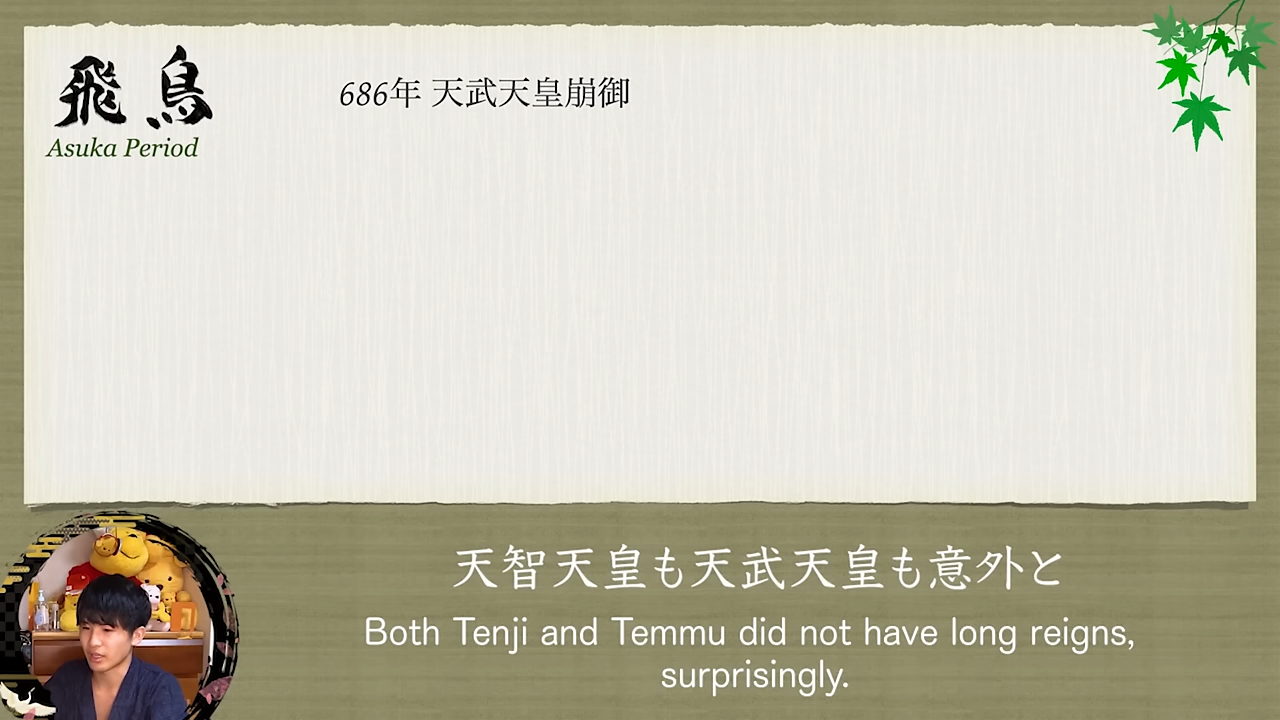 飛鳥
Asuka Period
686年 天武天皇崩御
天智天皇も天武天皇も意外と
Both Tenji and Temmu did not have long reigns,
surprisingly.